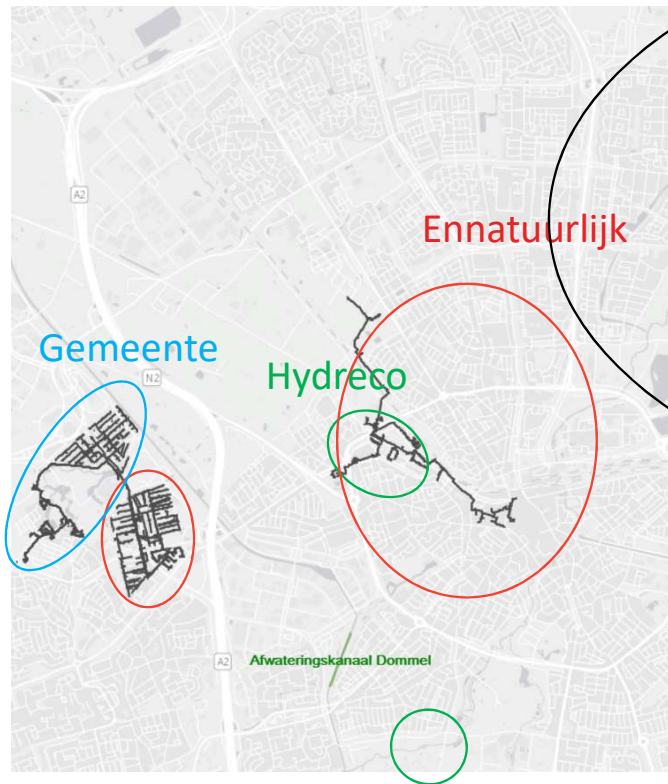 A2
Ennatuurlijk
Gemeente
N2
Hydreco
A2
Afwateringskanaal Dommel